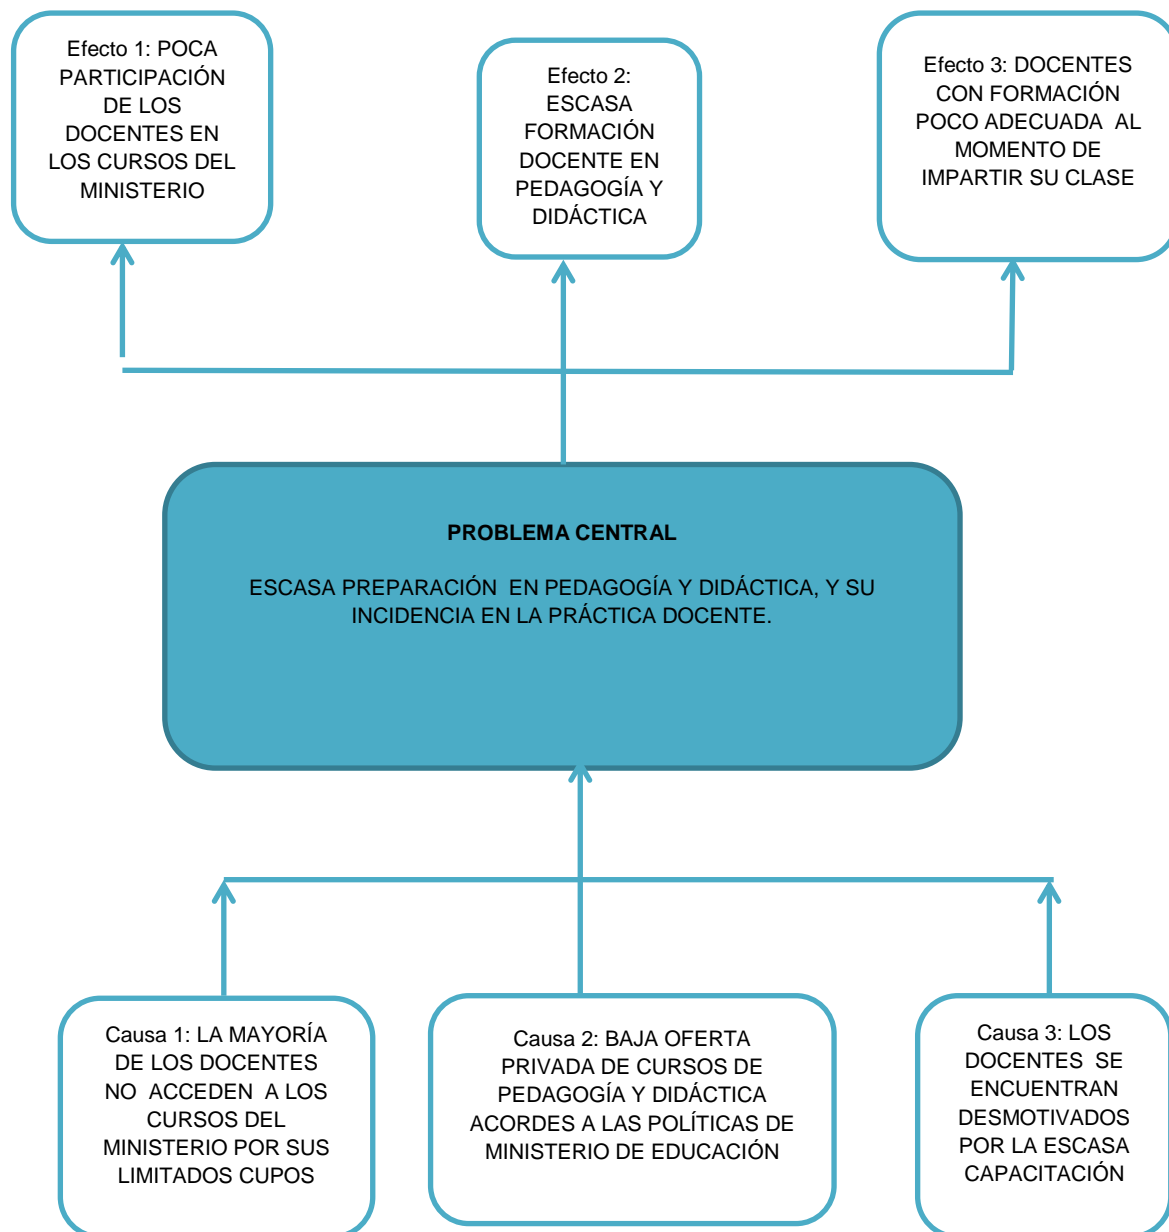 Efecto 1: POCA
PARTICIPACIÓN
DE LOS
DOCENTES EN
LOS CURSOS DEL
MINISTERIO
Efecto 2:
ESCASA
FORMACIÓN
DOCENTE EN
PEDAGOGÍA Y
DIDÁCTICA
Efecto 3: DOCENTES
CON FORMACIÓN
POCO ADECUADA  AL
MOMENTO DE
IMPARTIR SU CLASE
PROBLEMA CENTRAL
ESCASA PREPARACIÓN  EN PEDAGOGÍA Y DIDÁCTICA, Y SU
INCIDENCIA EN LA PRÁCTICA DOCENTE.
Causa 1: LA MAYORÍA
DE LOS DOCENTES
NO  ACCEDEN  A LOS
CURSOS DEL
MINISTERIO POR SUS
LIMITADOS CUPOS
Causa 2: BAJA OFERTA
PRIVADA DE CURSOS DE
PEDAGOGÍA Y DIDÁCTICA
ACORDES A LAS POLÍTICAS DE
MINISTERIO DE EDUCACIÓN
Causa 3: LOS
DOCENTES  SE
ENCUENTRAN
DESMOTIVADOS
POR LA ESCASA
CAPACITACIÓN